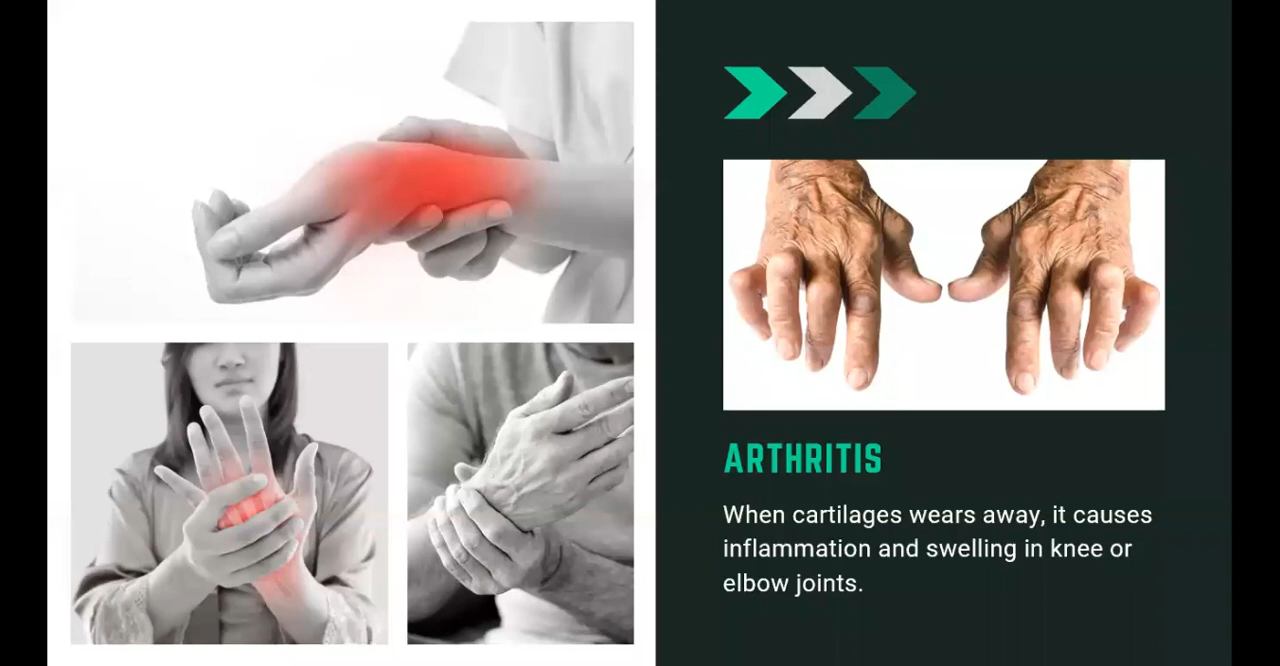 ARTHRITIS
When cartilages wears away, it causes
inflammation and swelling in knee or
elbow joints.